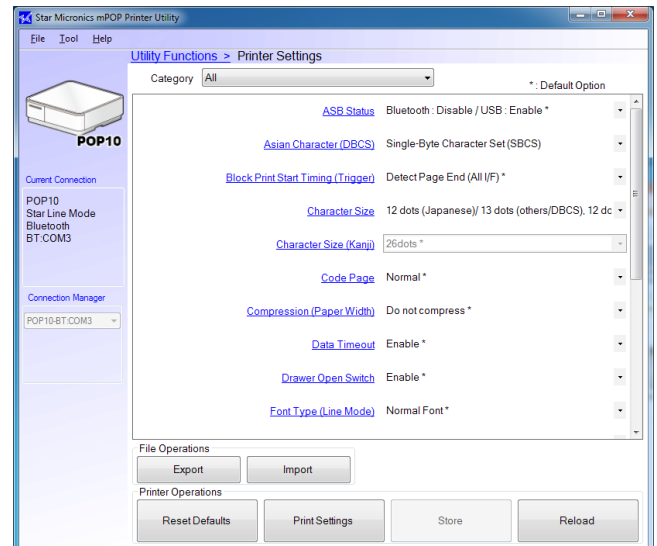 Star Micronics mPOP Printer Utility
File Tool Help
Utility Functions > Printer Settings
Category All
* : Default Option
POP10
Current Connection
POP10
Star Line Mode
Bluetooth
BT:COM3
Connection Manager
POP10-BT:COM3
ASB Status Bluetooth : Disable / USB : Enable *
Asian Character (DBCS) Single-Byte Character Set (SBCS)
Block Print Start Timing (Trigger) Detect Page End (All I/F) *
Character Size 12 dots (Japanese)/ 13 dots (others/DBCS), 12 dc
Character Size (Kanji) 26dots *
Code Page Normal *
Compression (Paper Width) Do not compress *
Data Timeout Enable *
Drawer Open Switch Enable *
Font Type (Line Mode) Normal Font *
File Operations
Export Import
Printer Operations
Reset Defaults Print Settings Store Reload